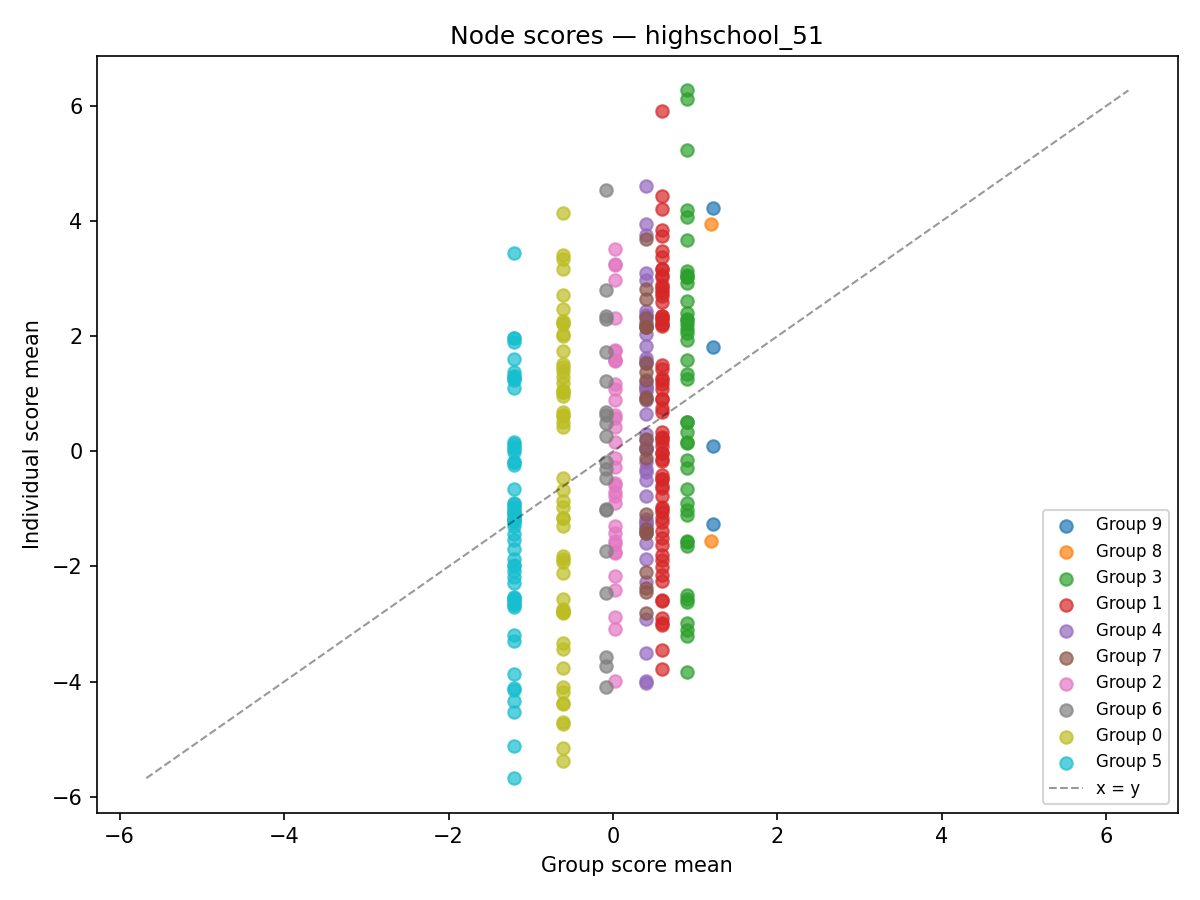 Node scores — highschool_51
Individual score mean
6
4
2
0
−2
−4
−6
−6
−4
−2
0
2
4
6
Group score mean
Group 9
Group 8
Group 3
Group 1
Group 4
Group 7
Group 2
Group 6
Group 0
Group 5
x = y